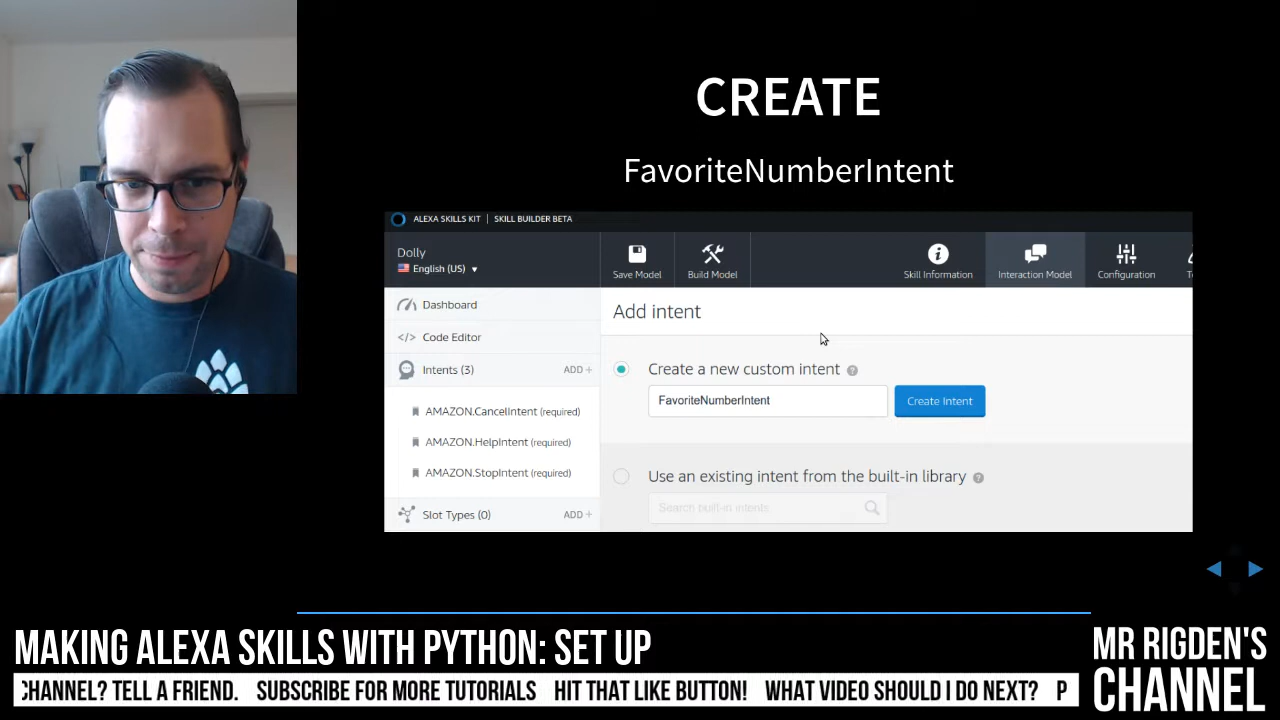 CREATE
FavoriteNumberIntent
ALEXA SKILLS KIT | SKILL BUILDER BETA
Dolly
English (US)
Save Model
Build Model
Skill Information
Interaction Model
Configuration
Dashboard
</> Code Editor
Intents (3)
ADD +
AMAZON.CancelIntent (required)
AMAZON.HelpIntent (required)
AMAZON.StopIntent (required)
Slot Types (0)
ADD +
Add intent
Create a new custom intent ?
FavoriteNumberIntent
Create Intent
Use an existing intent from the built-in library ?
Search built-in intents
MAKING ALEXA SKILLS WITH PYTHON: SET UP
CHANNEL? TELL A FRIEND. SUBSCRIBE FOR MORE TUTORIALS HIT THAT LIKE BUTTON! WHAT VIDEO SHOULD I DO NEXT? P
MR RIGDEN'S
CHANNEL